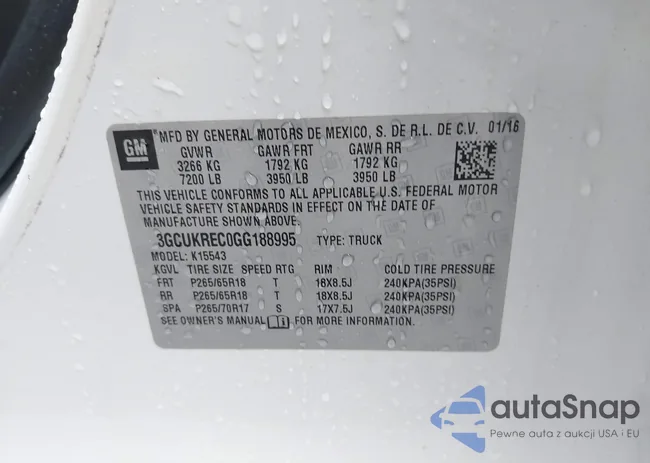 GM MFD BY GENERAL MOTORS DE MEXICO, S. DE R.L. DE C.V. 01/16
GVWR GAWR FRT GAWR RR
3266 KG 1792 KG 1792 KG
7200 LB 3950 LB 3950 LB
THIS VEHICLE CONFORMS TO ALL APPLICABLE U.S. FEDERAL MOTOR
VEHICLE SAFETY STANDARDS IN EFFECT ON THE DATE OF
MANUFACTURE SHOWN ABOVE.
3GCUKREC0GG188995 TYPE: TRUCK
MODEL: K15543
KGVL TIRE SIZE SPEED RTG RIM COLD TIRE PRESSURE
FRT P265/65R18 T 18X8.5J 240KPA(35PSI)
RR P265/65R18 T 18X8.5J 240KPA(35PSI)
SPA P265/70R17 S 17X7.5J 240KPA(35PSI)
SEE OWNER'S MANUAL FOR MORE INFORMATION.
autaSnap
Pewne auta z aukcji USA i EU